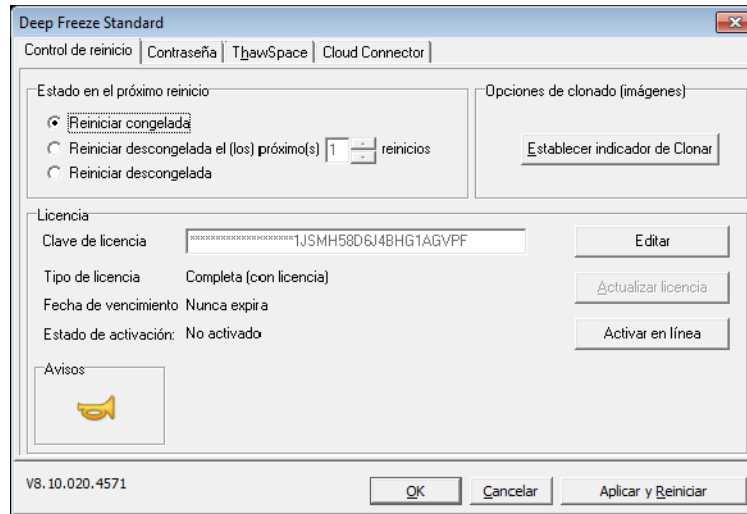 Deep Freeze Standard
Control de reinicio Contraseña ThawSpace Cloud Connector
Estado en el próximo reinicio
Reiniciar congelada
Reiniciar descongelada el (los) próximo(s) 1 reinicios
Reiniciar descongelada
Opciones de clonado (imágenes)
Establecer indicador de Clonar
Licencia
Clave de licencia ********************1JSMH58D6J4BHG1AGVPF Editar
Tipo de licencia Completa (con licencia) Actualizar licencia
Fecha de vencimiento Nunca expira
Estado de activación: No activado Activar en línea
Avisos
V8.10.020.4571
OK Cancelar Aplicar y Reiniciar